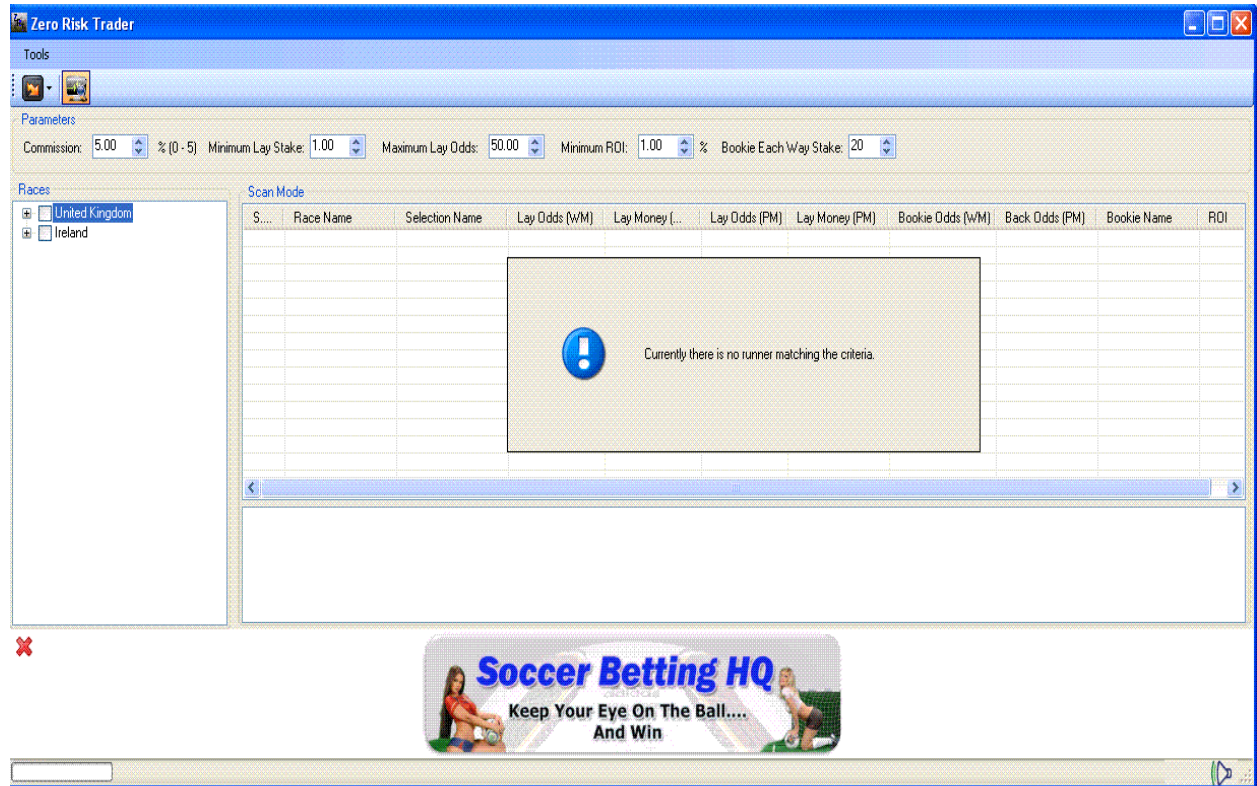 Zero Risk Trader
Tools
Parameters
Commission: 5.00 % (0 - 5) Minimum Lay Stake: 1.00 Maximum Lay Odds: 50.00 Minimum ROI: 1.00 % Bookie Each Way Stake: 20
Races
Scan Mode
United Kingdom
Ireland
S.... Race Name Selection Name Lay Odds (WM) Lay Money (... Lay Odds (PM) Lay Money (PM) Bookie Odds (WM) Back Odds (PM) Bookie Name ROI
Currently there is no runner matching the criteria.
Soccer Betting HQ
Keep Your Eye On The Ball....
And Win